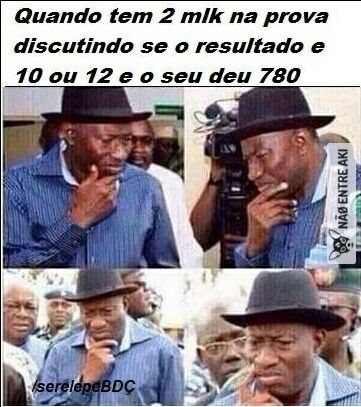 Quando tem 2 mlk na prova
discutindo se o resultado e
10 ou 12 e o seu deu 780
NÃO ENTRE AKI
/serelepeBDÇ